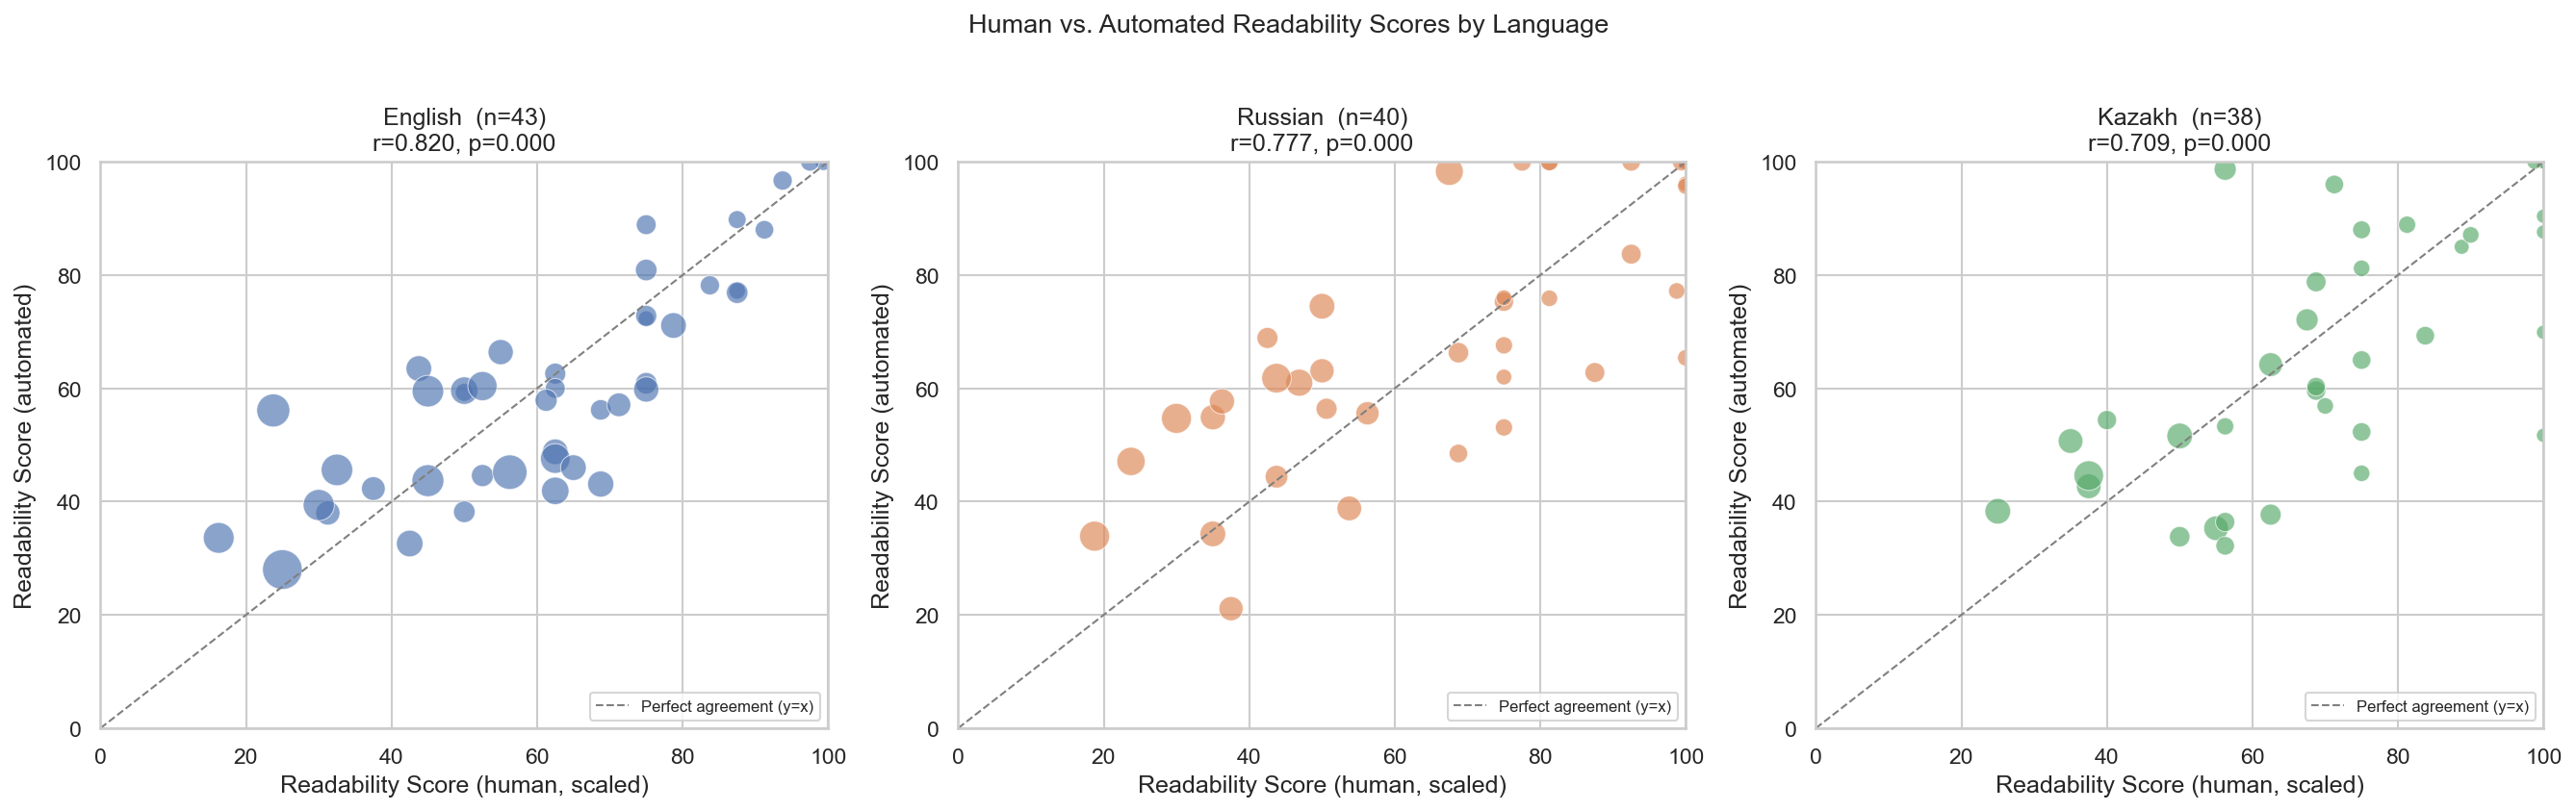 Human vs. Automated Readability Scores by Language
English (n=43)
r=0.820, p=0.000
100
80
60
40
20
0
Readability Score (automated)
0 20 40 60 80 100
Readability Score (human, scaled)
Perfect agreement (y=x)
Russian (n=40)
r=0.777, p=0.000
100
80
60
40
20
0
Readability Score (automated)
0 20 40 60 80 100
Readability Score (human, scaled)
Perfect agreement (y=x)
Kazakh (n=38)
r=0.709, p=0.000
100
80
60
40
20
0
Readability Score (automated)
0 20 40 60 80 100
Readability Score (human, scaled)
Perfect agreement (y=x)